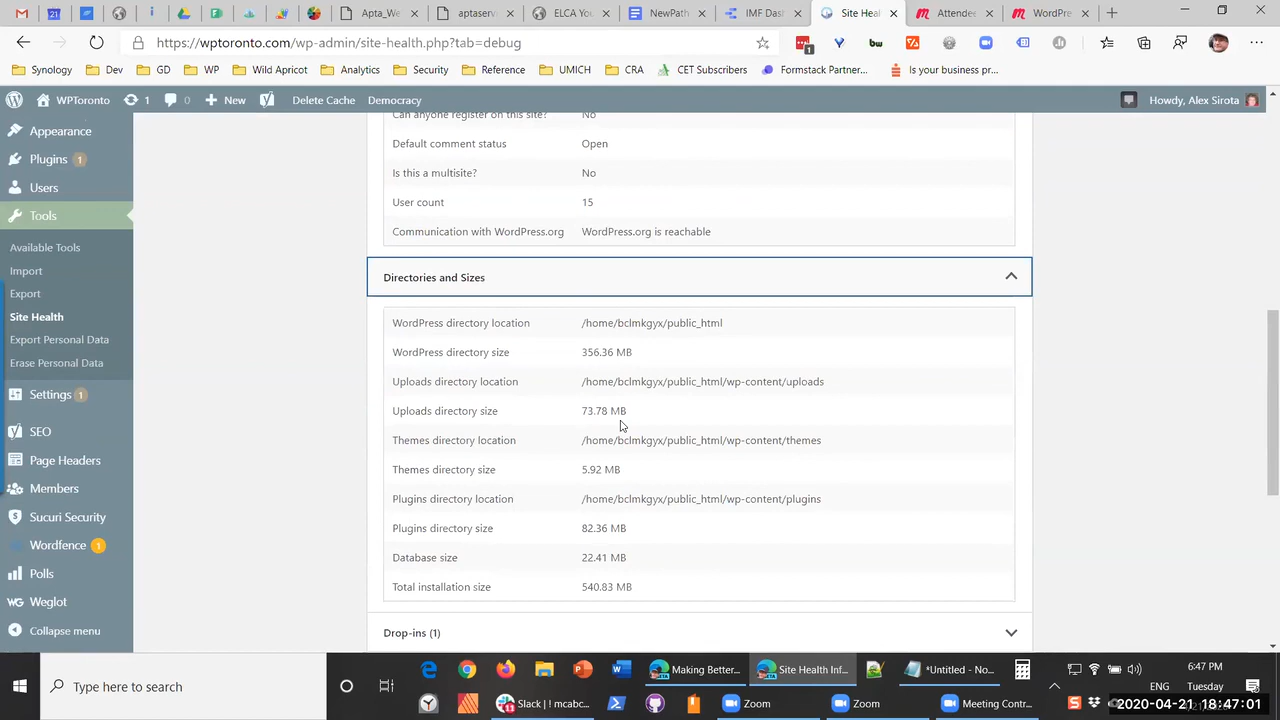 Apta_We
aptaserv
ELCA You
NewPath
IMF Dash
Site Heal
Attendee
WordPre
https://wptoronto.com/wp-admin/site-health.php?tab=debug
1
bw
Synology
Dev
GD
WP
Wild Apricot
Analytics
Security
Reference
UMICH
CRA
CET Subscribers
Formstack Partner...
Is your business pr...
WPToronto
1
0
New
Delete Cache
Democracy
Howdy, Alex Sirota
Appearance
Plugins 1
Users
Tools
Available Tools
Import
Export
Site Health
Export Personal Data
Erase Personal Data
Settings 1
SEO
Page Headers
Members
Sucuri Security
Wordfence 1
Polls
Weglot
Collapse menu
Can anyone register on this site? No
Default comment status Open
Is this a multisite? No
User count 15
Communication with WordPress.org WordPress.org is reachable
Directories and Sizes
WordPress directory location /home/bclmkgyx/public_html
WordPress directory size 356.36 MB
Uploads directory location /home/bclmkgyx/public_html/wp-content/uploads
Uploads directory size 73.78 MB
Themes directory location /home/bclmkgyx/public_html/wp-content/themes
Themes directory size 5.92 MB
Plugins directory location /home/bclmkgyx/public_html/wp-content/plugins
Plugins directory size 82.36 MB
Database size 22.41 MB
Total installation size 540.83 MB
Drop-ins (1)
Making Better...
Site Health Inf...
*Untitled - No...
Type here to search
ENG
6:47 PM
Tuesday
Slack | ! mcabc...
Zoom
Zoom
Meeting Contr...
2020-04-21 18:47:01